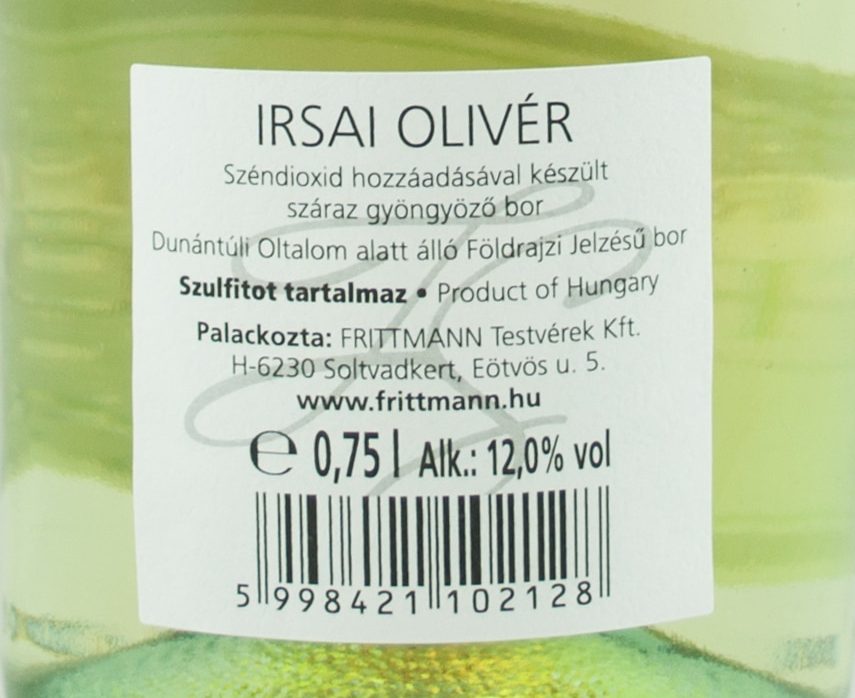 IRSAI OLIVÉR
Széndioxid hozzáadásával készült
száraz gyöngyöző bor
Dunántúli Oltalom alatt álló Földrajzi Jelzésű bor
Szulfitot tartalmaz • Product of Hungary
Palackozta: FRITTMANN Testvérek Kft.
H-6230 Soltvadkert, Eötvös u. 5.
www.frittmann.hu
℮ 0,75 l Alk.: 12,0% vol
5 998421 102128